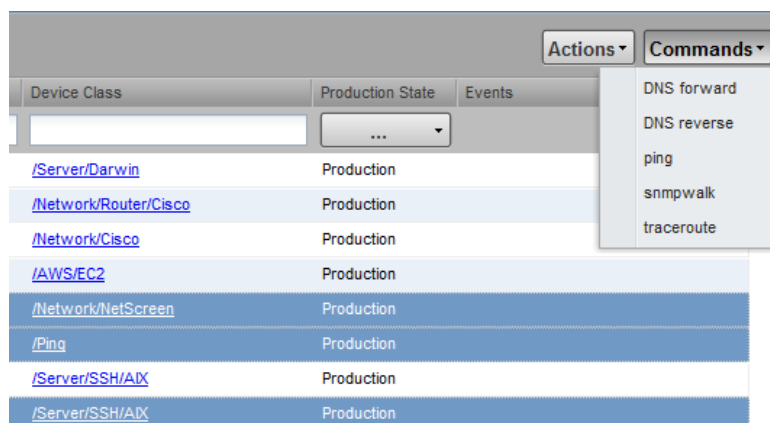 Actions Commands
Device Class Production State Events
DNS forward
DNS reverse
ping
snmpwalk
traceroute
...
/Server/Darwin Production
/Network/Router/Cisco Production
/Network/Cisco Production
/AWS/EC2 Production
/Network/NetScreen Production
/Ping Production
/Server/SSH/AIX Production
/Server/SSH/AIX Production